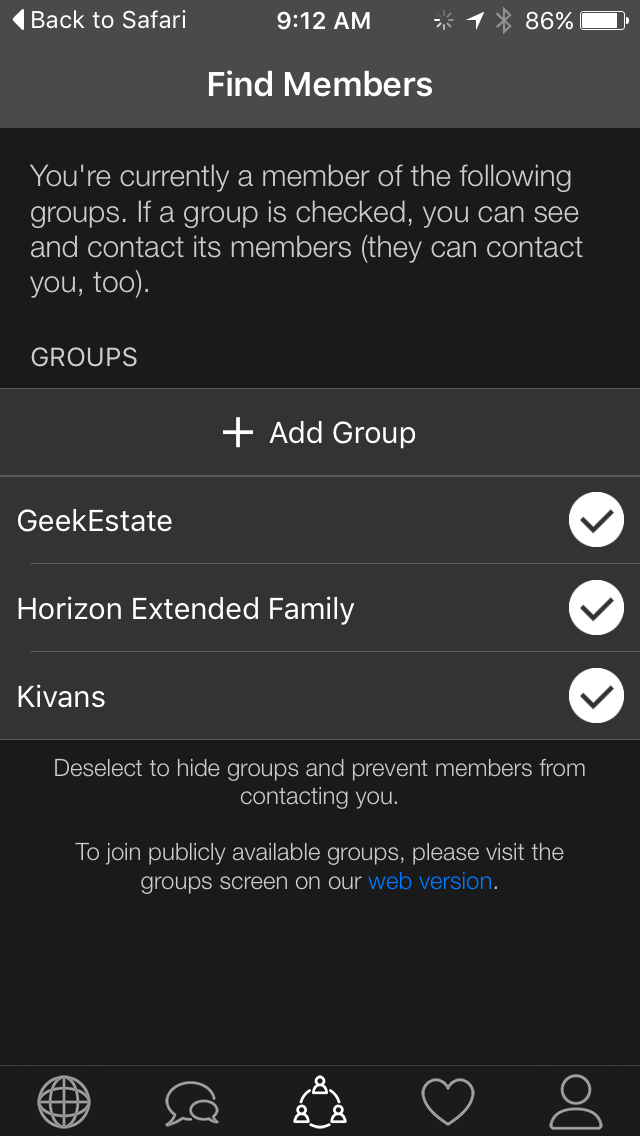 Back to Safari 9:12 AM 86%
Find Members
You're currently a member of the following
groups. If a group is checked, you can see
and contact its members (they can contact
you, too).
GROUPS
Add Group
GeekEstate
Horizon Extended Family
Kivans
Deselect to hide groups and prevent members from
contacting you.
To join publicly available groups, please visit the
groups screen on our web version.